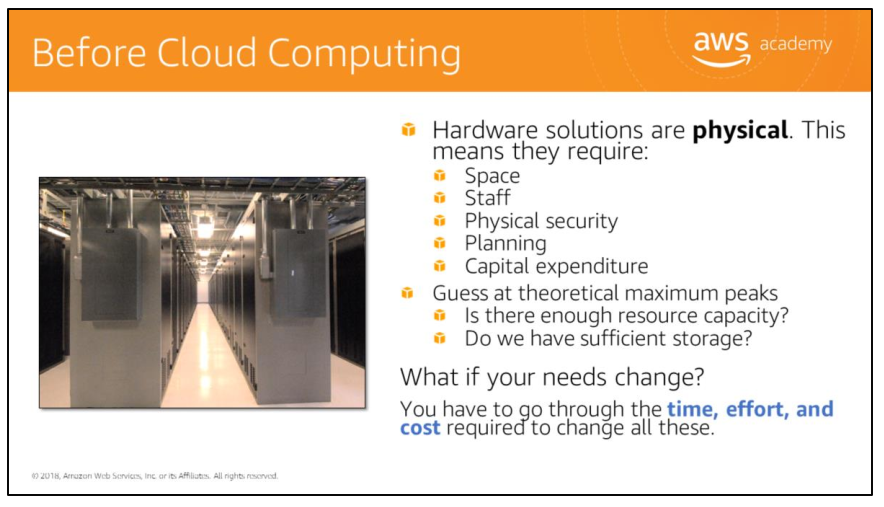 Before Cloud Computing
aws academy
Hardware solutions are physical. This
means they require:
Space
Staff
Physical security
Planning
Capital expenditure
Guess at theoretical maximum peaks
Is there enough resource capacity?
Do we have sufficient storage?
What if your needs change?
You have to go through the time, effort, and
cost required to change all these.
© 2018, Amazon Web Services, Inc. or its Affiliates. All rights reserved.